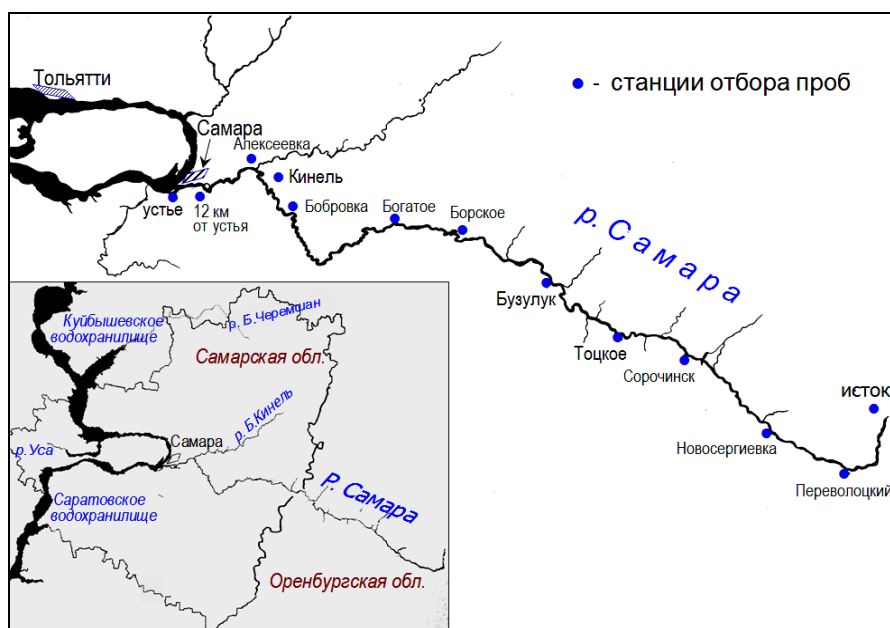 Тольятти
- станции отбора проб
Самара
Алексеевка
Кинель
устье
12 км
от устья
Бобровка
Богатое
Борское
р. Самара
Бузулук
Тоцкое
Сорочинск
исток
Новосергиевка
Переволоцкий
Куйбышевское
водохранилище
р. Б.Черемшан
Самарская обл.
р. Б.Кинель
Самара
р.Уса
Р. Самара
Саратовское
водохранилище
Оренбургская обл.